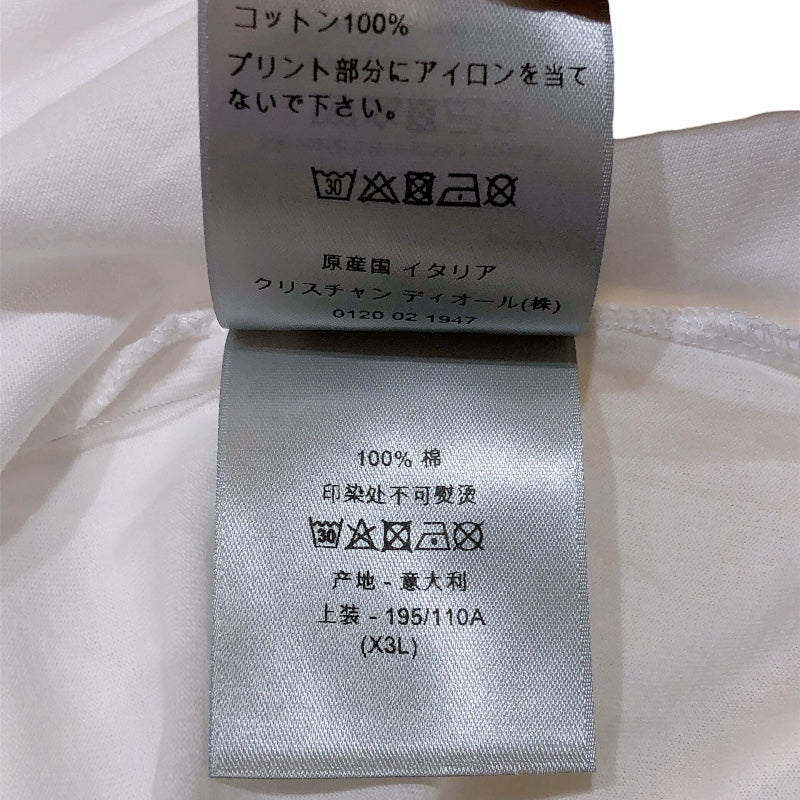 コットン100%
プリント部分にアイロンを当て
ないで下さい。
30
原産国 イタリア
クリスチャン ディオール(株)
0120 02 1947
100% 棉
印染处不可熨烫
30
产地 - 意大利
上装 - 195/110A
(X3L)